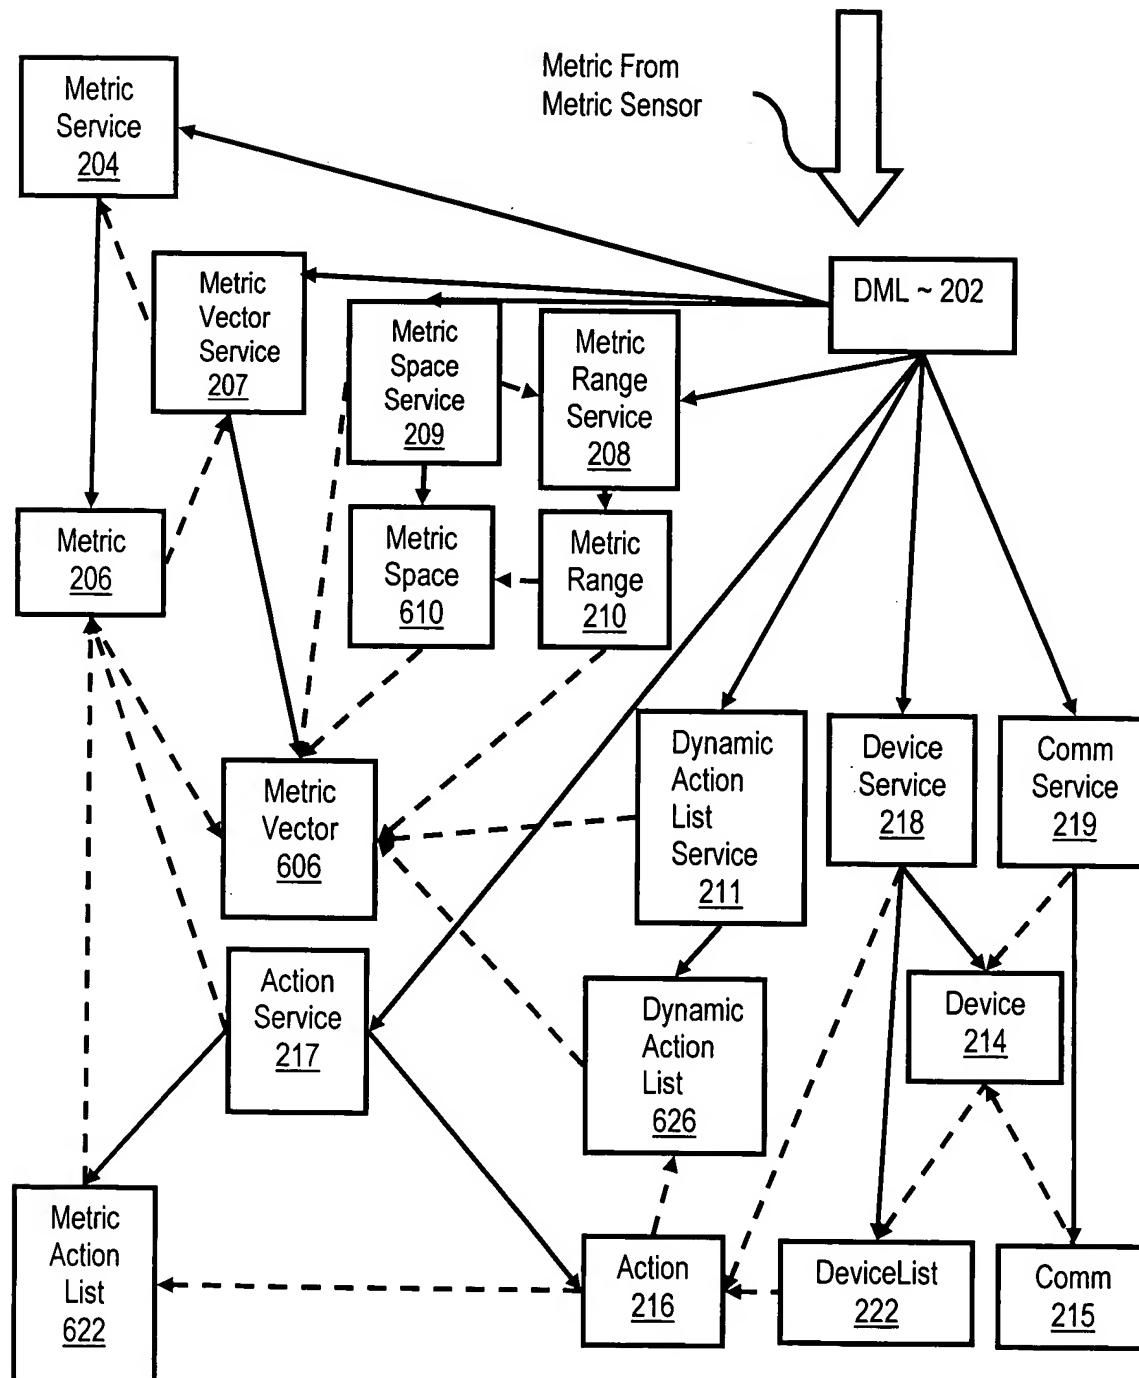 Metric From
Metric Sensor
Metric
Service
204
DML ~ 202
Metric
Vector
Service
207
Metric
Space
Service
209
Metric
Range
Service
208
Metric
206
Metric
Space
610
Metric
Range
210
Metric
Vector
606
Dynamic
Action
List
Service
211
Device
Service
218
Comm
Service
219
Action
Service
217
Dynamic
Action
List
626
Device
214
Metric
Action
List
622
Action
216
DeviceList
222
Comm
215